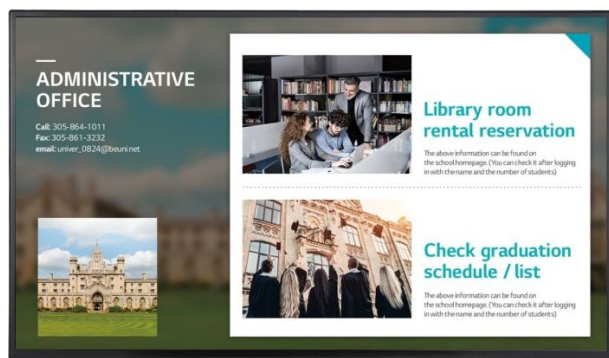 ADMINISTRATIVE
OFFICE
Call: 305-864-1011
Fax: 305-861-3232
email: univer_0824@beuni.net
Library room
rental reservation
The above information can be found on
the school homepage. (You can check it after logging
in with the name and the number of students)
Check graduation
schedule / list
The above information can be found on
the school homepage. (You can check it after logging
in with the name and the number of students)